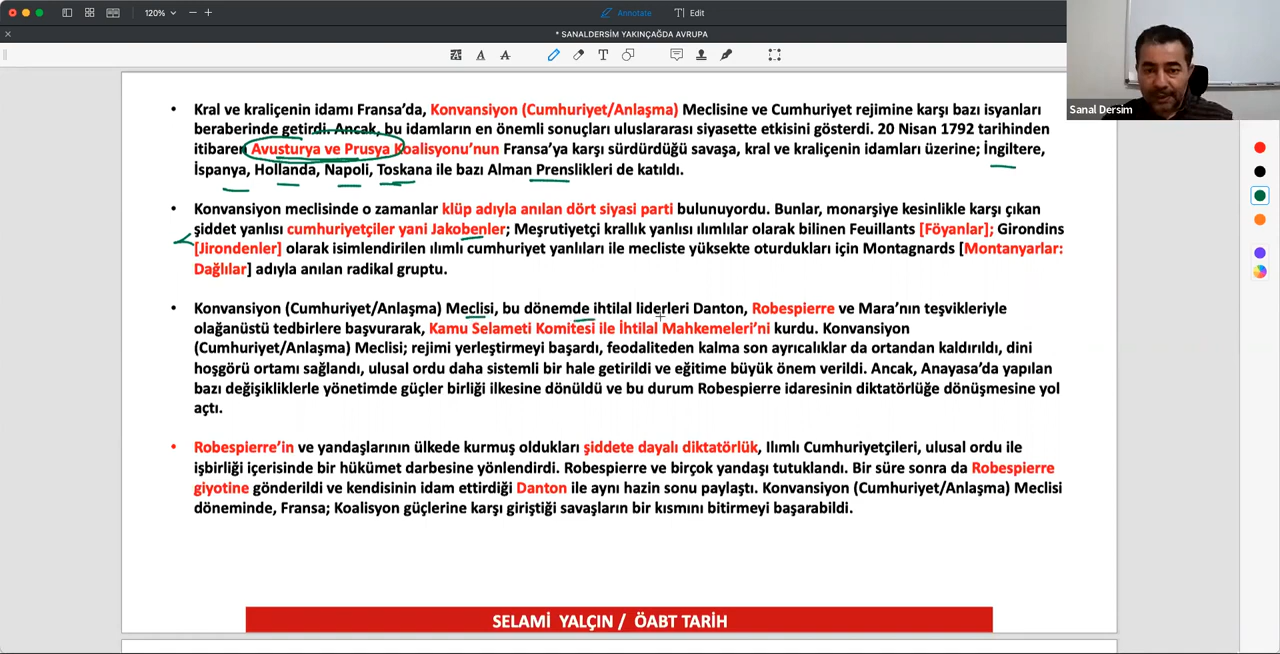 120%
Annotate
Edit
* SANALDERSİM YAKINÇAĞDA AVRUPA
Sanal Dersim
• Kral ve kraliçenin idamı Fransa’da, Konvansiyon (Cumhuriyet/Anlaşma) Meclisine ve Cumhuriyet rejimine karşı bazı isyanları
beraberinde getirdi. Ancak, bu idamların en önemli sonuçları uluslararası siyasette etkisini gösterdi. 20 Nisan 1792 tarihinden
itibaren Avusturya ve Prusya Koalisyonu’nun Fransa’ya karşı sürdürdüğü savaşa, kral ve kraliçenin idamları üzerine; İngiltere,
İspanya, Hollanda, Napoli, Toskana ile bazı Alman Prenslikleri de katıldı.
• Konvansiyon meclisinde o zamanlar klüp adıyla anılan dört siyasi parti bulunuyordu. Bunlar, monarşiye kesinlikle karşı çıkan
şiddet yanlısı cumhuriyetçiler yani Jakobenler; Meşrutiyetçi krallık yanlısı ılımlılar olarak bilinen Feuillants [Föyanlar]; Girondins
[Jirondenler] olarak isimlendirilen ılımlı cumhuriyet yanlıları ile mecliste yüksekte oturdukları için Montagnards [Montanyarlar:
Dağlılar] adıyla anılan radikal gruptu.
• Konvansiyon (Cumhuriyet/Anlaşma) Meclisi, bu dönemde ihtilal liderleri Danton, Robespierre ve Mara’nın teşvikleriyle
olağanüstü tedbirlere başvurarak, Kamu Selameti Komitesi ile İhtilal Mahkemeleri’ni kurdu. Konvansiyon
(Cumhuriyet/Anlaşma) Meclisi; rejimi yerleştirmeyi başardı, feodaliteden kalma son ayrıcalıklar da ortandan kaldırıldı, dini
hoşgörü ortamı sağlandı, ulusal ordu daha sistemli bir hale getirildi ve eğitime büyük önem verildi. Ancak, Anayasa’da yapılan
bazı değişikliklerle yönetimde güçler birliği ilkesine dönüldü ve bu durum Robespierre idaresinin diktatörlüğe dönüşmesine yol
açtı.
• Robespierre’in ve yandaşlarının ülkede kurmuş oldukları şiddete dayalı diktatörlük, Ilımlı Cumhuriyetçileri, ulusal ordu ile
işbirliği içerisinde bir hükümet darbesine yönlendirdi. Robespierre ve birçok yandaşı tutuklandı. Bir süre sonra da Robespierre
giyotine gönderildi ve kendisinin idam ettirdiği Danton ile aynı hazin sonu paylaştı. Konvansiyon (Cumhuriyet/Anlaşma) Meclisi
döneminde, Fransa; Koalisyon güçlerine karşı giriştiği savaşların bir kısmını bitirmeyi başarabildi.
SELAMİ YALÇIN / ÖABT TARİH